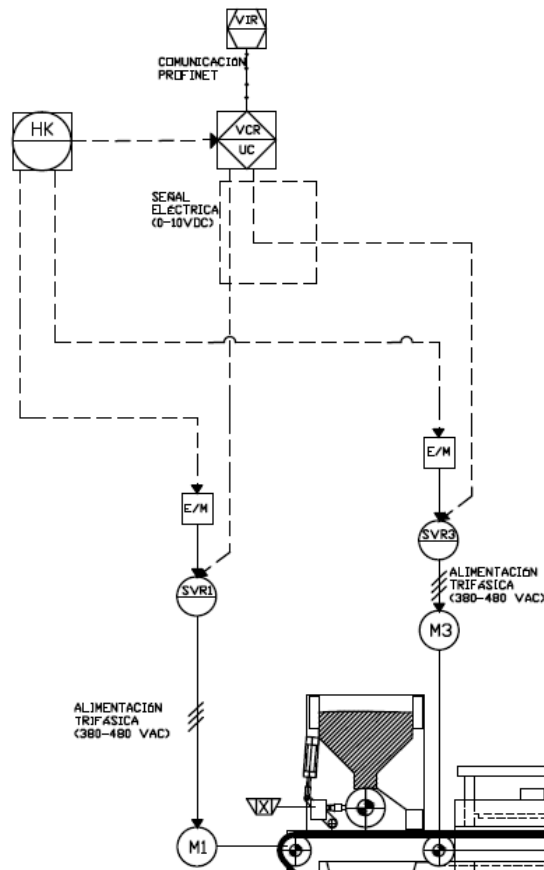 VIR
COMUNICACIÓN
PROFINET
HK
VCR
UC
SEÑAL
ELÉCTRICA
(0-10VDC)
E/M
E/M
SVR3
SVR1
ALIMENTACIÓN
TRIFÁSICA
(380-480 VAC)
M3
ALIMENTACIÓN
TRIFÁSICA
(380-480 VAC)
X
M1